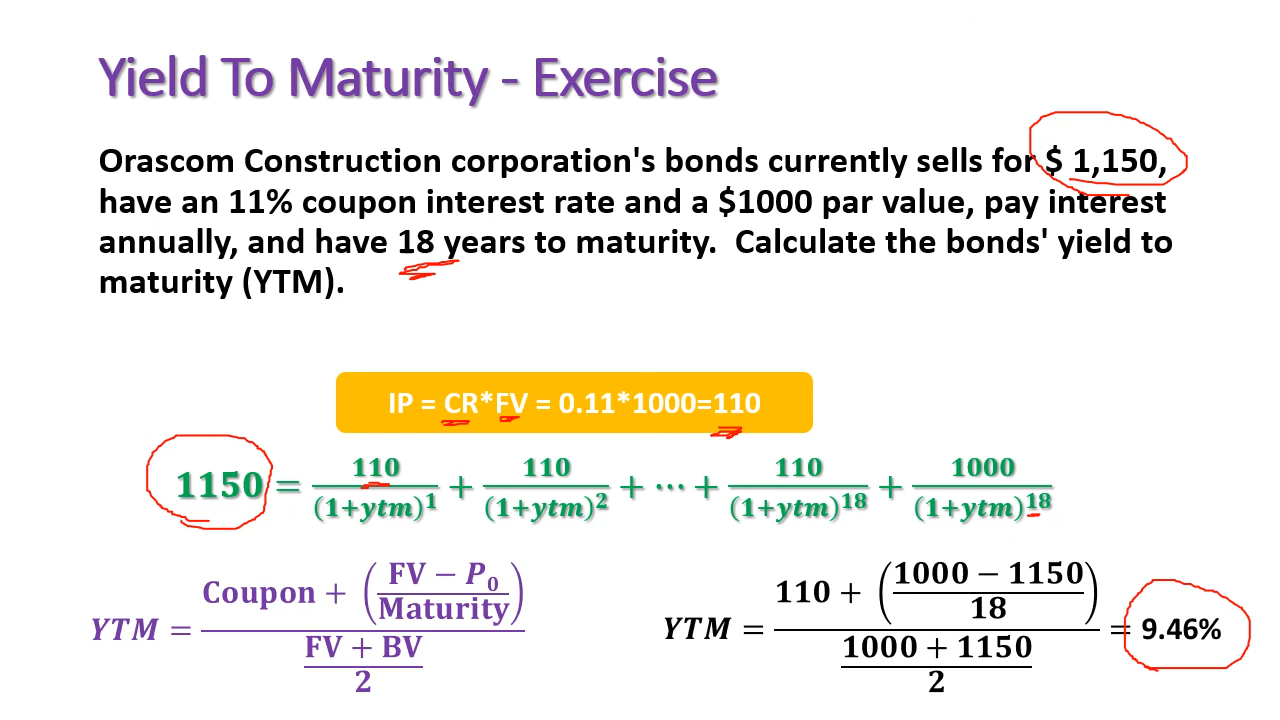 Yield To Maturity - Exercise
Orascom Construction corporation's bonds currently sells for $ 1,150,
have an 11% coupon interest rate and a $1000 par value, pay interest
annually, and have 18 years to maturity. Calculate the bonds' yield to
maturity (YTM).
IP = CR*FV = 0.11*1000=110
1150 = 110/(1+ytm)^1 + 110/(1+ytm)^2 + ⋯ + 110/(1+ytm)^18 + 1000/(1+ytm)^18
YTM = (Coupon + ((FV − P₀)/Maturity)) / ((FV + BV)/2)
YTM = (110 + ((1000 − 1150)/18)) / ((1000 + 1150)/2) = 9.46%